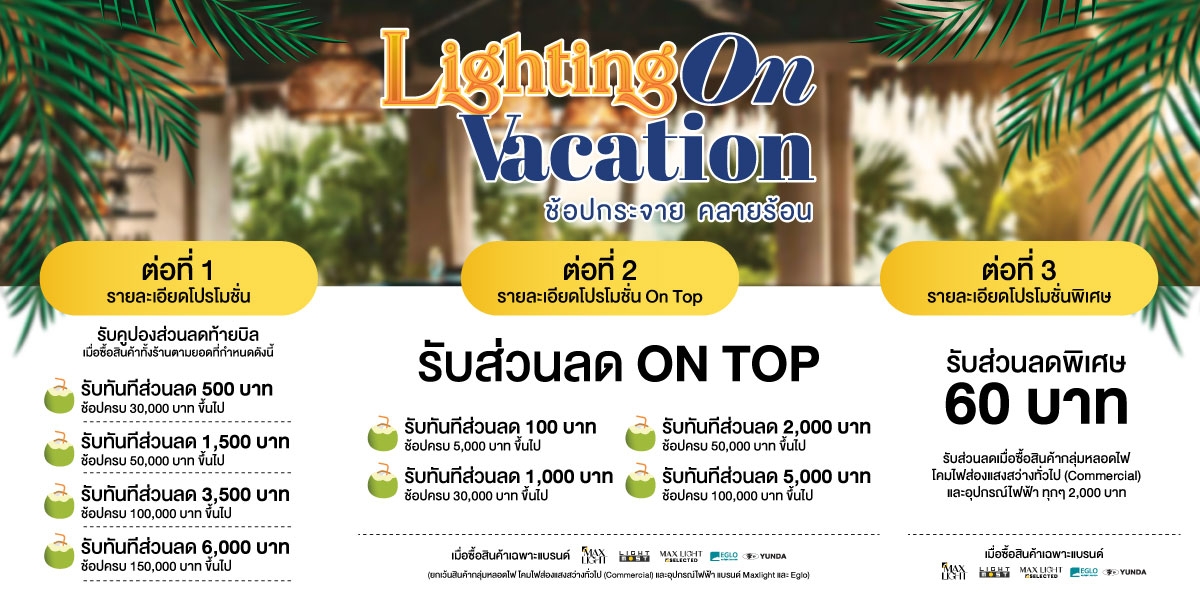 Lighting On
Vacation
ช้อปกระจาย คลายร้อน
ต่อที่ 1
รายละเอียดโปรโมชั่น
รับคูปองส่วนลดท้ายบิล
เมื่อซื้อสินค้าทั้งร้านตามยอดที่กำหนดดังนี้
รับทันทีส่วนลด 500 บาท
ช้อปครบ 30,000 บาท ขึ้นไป
รับทันทีส่วนลด 1,500 บาท
ช้อปครบ 50,000 บาท ขึ้นไป
รับทันทีส่วนลด 3,500 บาท
ช้อปครบ 100,000 บาท ขึ้นไป
รับทันทีส่วนลด 6,000 บาท
ช้อปครบ 150,000 บาท ขึ้นไป
ต่อที่ 2
รายละเอียดโปรโมชั่น On Top
รับส่วนลด ON TOP
รับทันทีส่วนลด 100 บาท
ช้อปครบ 5,000 บาท ขึ้นไป
รับทันทีส่วนลด 1,000 บาท
ช้อปครบ 30,000 บาท ขึ้นไป
รับทันทีส่วนลด 2,000 บาท
ช้อปครบ 50,000 บาท ขึ้นไป
รับทันทีส่วนลด 5,000 บาท
ช้อปครบ 100,000 บาท ขึ้นไป
เมื่อซื้อสินค้าเฉพาะแบรนด์ MAX LIGHT LIGHT BOST MAX LIGHT SELECTED EGLO YUNDA
(ยกเว้นสินค้ากลุ่มหลอดไฟ โคมไฟส่องแสงสว่างทั่วไป (Commercial) และอุปกรณ์ไฟฟ้า แบรนด์ Maxlight และ Eglo)
ต่อที่ 3
รายละเอียดโปรโมชั่นพิเศษ
รับส่วนลดพิเศษ
60 บาท
รับส่วนลดเมื่อซื้อสินค้ากลุ่มหลอดไฟ
โคมไฟส่องแสงสว่างทั่วไป (Commercial)
และอุปกรณ์ไฟฟ้า ทุกๆ 2,000 บาท
เมื่อซื้อสินค้าเฉพาะแบรนด์
MAX LIGHT LIGHT BOST MAX LIGHT SELECTED EGLO YUNDA